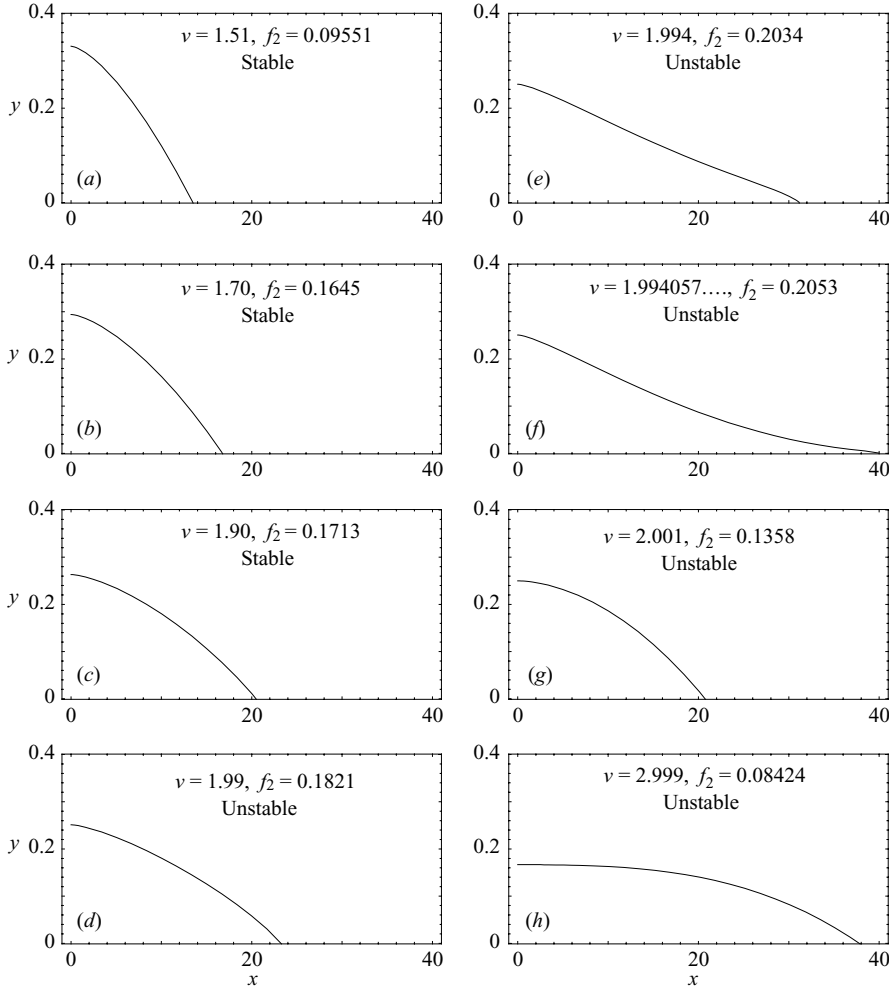 0.4
v = 1.51, f₂ = 0.09551
Stable
y 0.2
(a)
0
0 20 40
0.4
v = 1.70, f₂ = 0.1645
Stable
y 0.2
(b)
0
0 20 40
0.4
v = 1.90, f₂ = 0.1713
Stable
y 0.2
(c)
0
0 20 40
0.4
v = 1.99, f₂ = 0.1821
Unstable
y 0.2
(d)
0
0 20 40
x
0.4
v = 1.994, f₂ = 0.2034
Unstable
0.2
(e)
0
0 20 40
0.4
v = 1.994057...., f₂ = 0.2053
Unstable
0.2
(f)
0
0 20 40
0.4
v = 2.001, f₂ = 0.1358
Unstable
0.2
(g)
0
0 20 40
0.4
v = 2.999, f₂ = 0.08424
Unstable
0.2
(h)
0
0 20 40
x